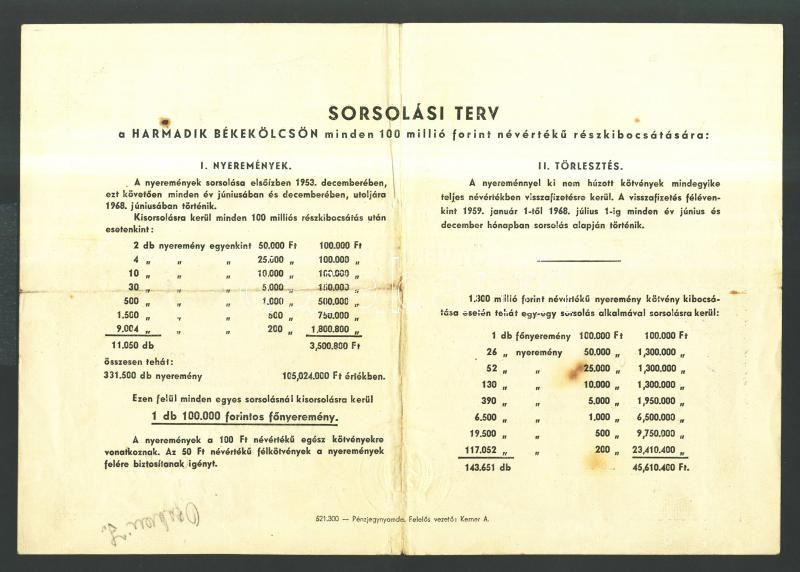 SORSOLÁSI TERV
a HARMADIK BÉKEKÖLCSÖN minden 100 millió forint névértékű részkibocsátására:
I. NYEREMÉNYEK.
A nyeremények sorsolása elsőízben 1953. decemberében,
ezt követően minden év júniusában és decemberében, utoljára
1968. júniusában történik.
Kisorsolásra kerül minden 100 milliós részkibocsátás után
esetenkint:
2 db nyeremény egyenkint 50.000 Ft 100.000 Ft
4 „ „ „ 25.000 „ 100.000 „
10 „ „ „ 10.000 „ 100.000 „
30 „ „ „ 5.000 „ 150.000 „
500 „ „ „ 1.000 „ 500.000 „
1.500 „ „ „ 500 „ 750.000 „
9.004 „ „ „ 200 „ 1,800.800 „
11.050 db 3,500.800 Ft
összesen tehát:
331.500 db nyeremény 105,024.000 Ft értékben.
Ezen felül minden egyes sorsolásnál kisorsolásra kerül
1 db 100.000 forintos főnyeremény.
A nyeremények a 100 Ft névértékű egész kötvényekre
vonatkoznak. Az 50 Ft névértékű félkötvények a nyeremények
felére biztosítanak igényt.
II. TÖRLESZTÉS.
A nyereménnyel ki nem húzott kötvények mindegyike
teljes névértékben visszafizetésre kerül. A visszafizetés féléven-
kint 1959. január 1-től 1968. július 1-ig minden év június és
december hónapban sorsolás alapján történik.
1.300 millió forint névértékű nyeremény kötvény kibocsá-
tása esetén tehát egy-egy sorsolás alkalmával sorsolásra kerül:
1 db főnyeremény 100.000 Ft 100.000 Ft
26 „ nyeremény 50.000 „ 1,300.000 „
52 „ „ 25.000 „ 1,300.000 „
130 „ „ 10.000 „ 1,300.000 „
390 „ „ 5.000 „ 1,950.000 „
6.500 „ „ 1.000 „ 6,500.000 „
19.500 „ „ 500 „ 9,750.000 „
117.052 „ „ 200 „ 23,410.400 „
143.651 db 45,610.400 Ft.
521.300 — Pénzjegynyomda. Felelős vezető: Kerner A.